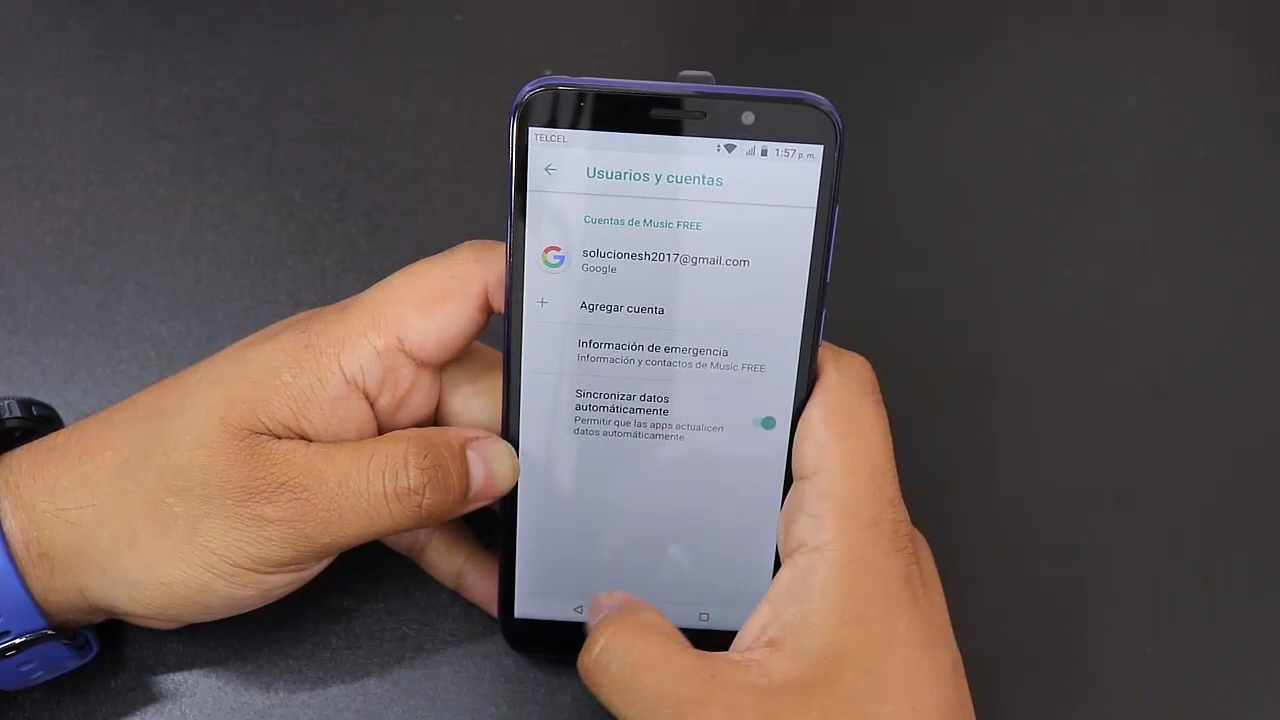 TELCEL
1:57 p. m.
Usuarios y cuentas
Cuentas de Music FREE
solucionesh2017@gmail.com
Google
Agregar cuenta
Información de emergencia
Información y contactos de Music FREE
Sincronizar datos
automáticamente
Permitir que las apps actualicen
datos automáticamente